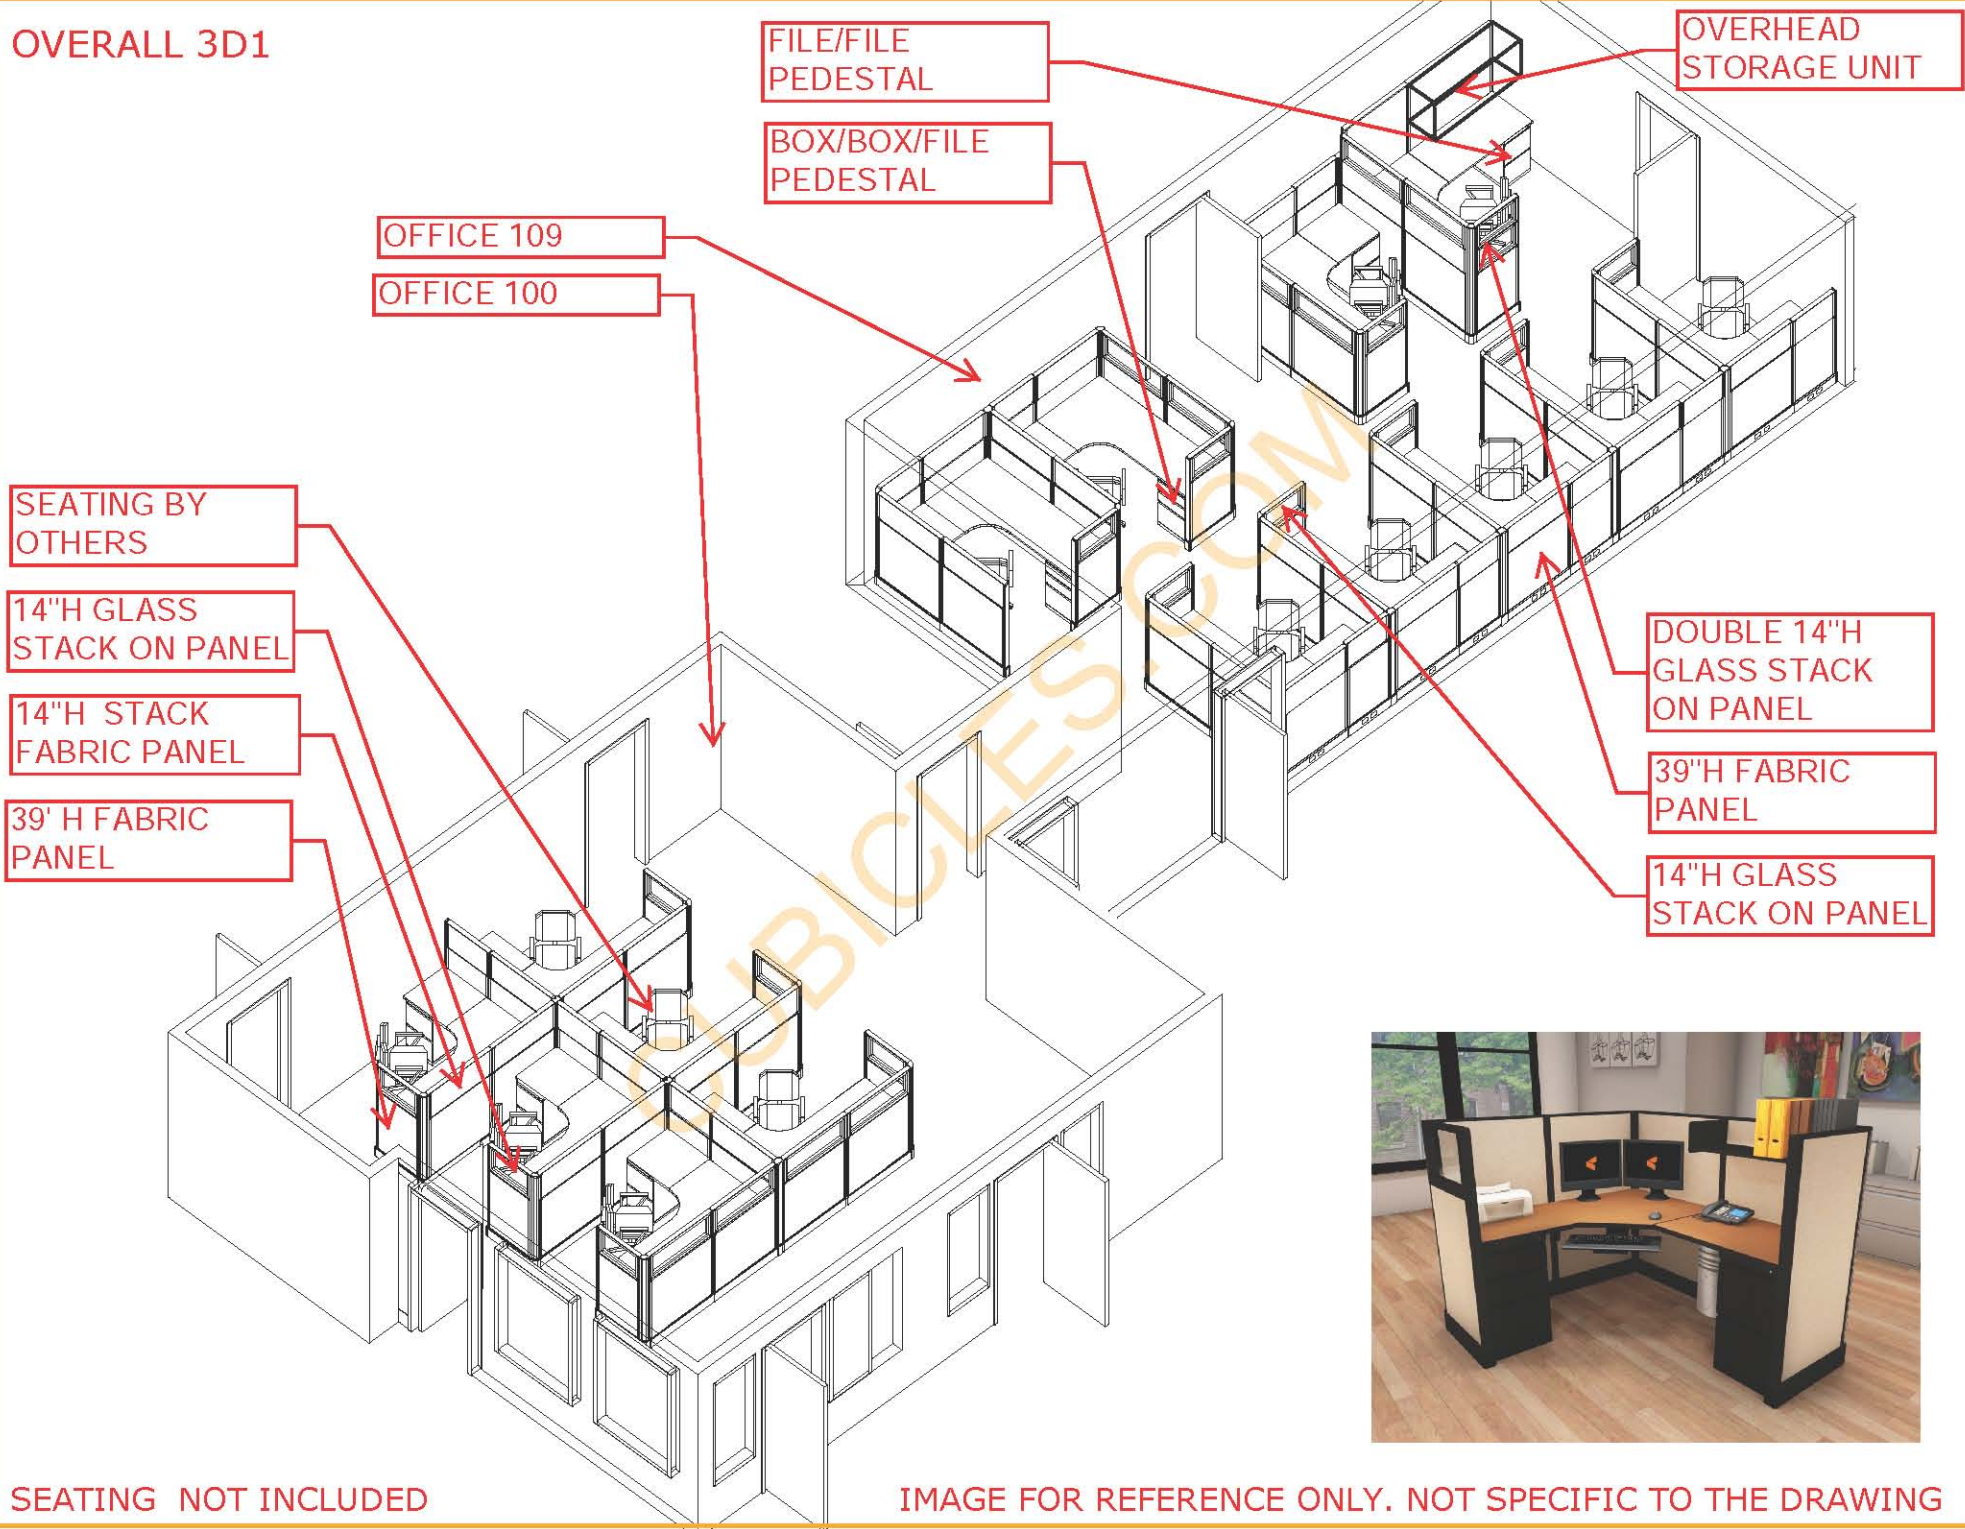 OVERALL 3D1
FILE/FILE
PEDESTAL
OVERHEAD
STORAGE UNIT
BOX/BOX/FILE
PEDESTAL
OFFICE 109
OFFICE 100
SEATING BY
OTHERS
14"H GLASS
STACK ON PANEL
14"H STACK
FABRIC PANEL
39' H FABRIC
PANEL
DOUBLE 14"H
GLASS STACK
ON PANEL
39"H FABRIC
PANEL
14"H GLASS
STACK ON PANEL
CUBICLES.COM
SEATING NOT INCLUDED
IMAGE FOR REFERENCE ONLY. NOT SPECIFIC TO THE DRAWING